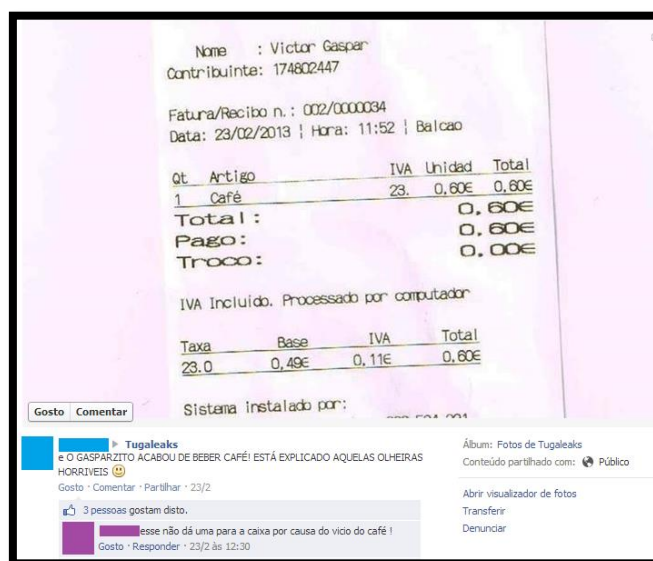 Nome : Victor Gaspar
Contribuinte: 174802447
Fatura/Recibo n.: 002/0000034
Data: 23/02/2013 | Hora: 11:52 | Balcao
Qt Artigo IVA Unidad Total
1 Café 23. 0,60€ 0,60€
Total: 0,60€
Pago: 0,60€
Troco: 0,00€
IVA Incluido. Processado por computador
Taxa Base IVA Total
23.0 0,49€ 0,11€ 0,60€
Sistema instalado por:
Gosto Comentar
Tugaleaks
e O GASPARZITO ACABOU DE BEBER CAFÉ! ESTÁ EXPLICADO AQUELAS OLHEIRAS
HORRIVEIS
Gosto · Comentar · Partilhar · 23/2
3 pessoas gostam disto.
esse não dá uma para a caixa por causa do vicio do café !
Gosto · Responder · 23/2 às 12:30
Álbum: Fotos de Tugaleaks
Conteúdo partilhado com: Público
Abrir visualizador de fotos
Transferir
Denunciar